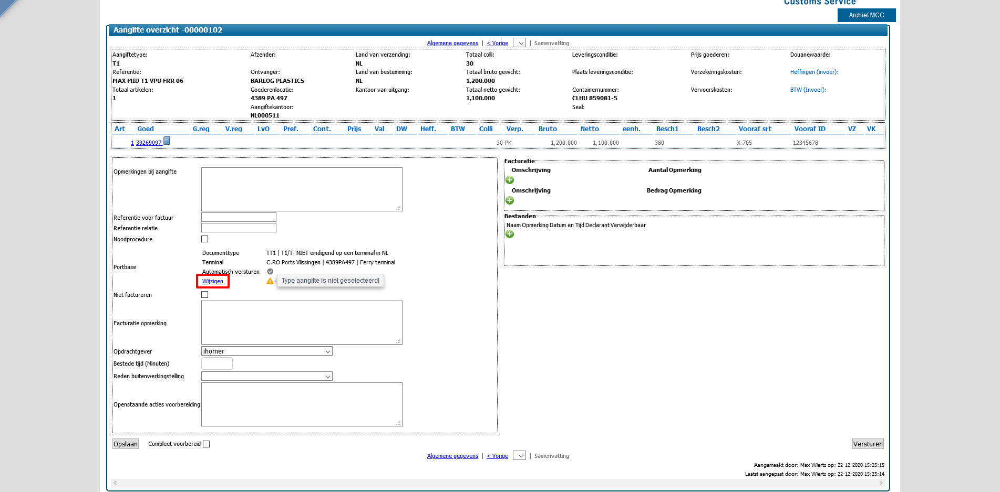 Customs Service
Archief MCC
Aangifte overzicht -00000102
Algemene gegevens | < Vorige | Samenvatting
Aangiftetype: Afzender: Land van verzending: Totaal colli: Leveringsconditie: Prijs goederen: Douanewaarde:
T1 NL 30
Referentie: Ontvanger: Land van bestemming: Totaal bruto gewicht: Plaats leveringsconditie: Verzekeringskosten: Heffingen (invoer):
MAX MID T1 VPU FRR 06 BARLOG PLASTICS NL 1,200.000
Totaal artikelen: Goederenlocatie: Kantoor van uitgang: Totaal netto gewicht: Containernummer: Vervoerskosten: BTW (Invoer):
1 4389 PA 497 1,100.000 CLHU 859081-5
Aangiftekantoor: Seal:
NL000511
Art Goed G.reg V.reg LvO Pref. Cont. Prijs Val DW Heff. BTW Colli Verp. Bruto Netto eenh. Besch1 Besch2 Vooraf srt Vooraf ID VZ VK
1 39269097 30 PK 1,200.000 1,100.000 380 X-705 12345678
Opmerkingen bij aangifte
Referentie voor factuur
Referentie relatie
Noodprocedure
Portbase
Documenttype TT1 | T1/T- NIET eindigend op een terminal in NL
Terminal C.RO Ports Vlissingen | 4389PA497 | Ferry terminal
Automatisch versturen
Wijzigen Type aangifte is niet geselecteerd!
Niet factureren
Facturatie opmerking
Opdrachtgever ihomer
Bestede tijd (Minuten)
Reden buitenwerkingstelling
Openstaande acties voorbereiding
Facturatie
Omschrijving Aantal Opmerking
Omschrijving Bedrag Opmerking
Bestanden
Naam Opmerking Datum en Tijd Declarant Verwijderbaar
Opslaan Compleet voorbereid Versturen
Algemene gegevens | < Vorige | Samenvatting
Aangemaakt door: Max Wiertz op: 22-12-2020 15:25:15
Laatst aangepast door: Max Wiertz op: 22-12-2020 15:25:14